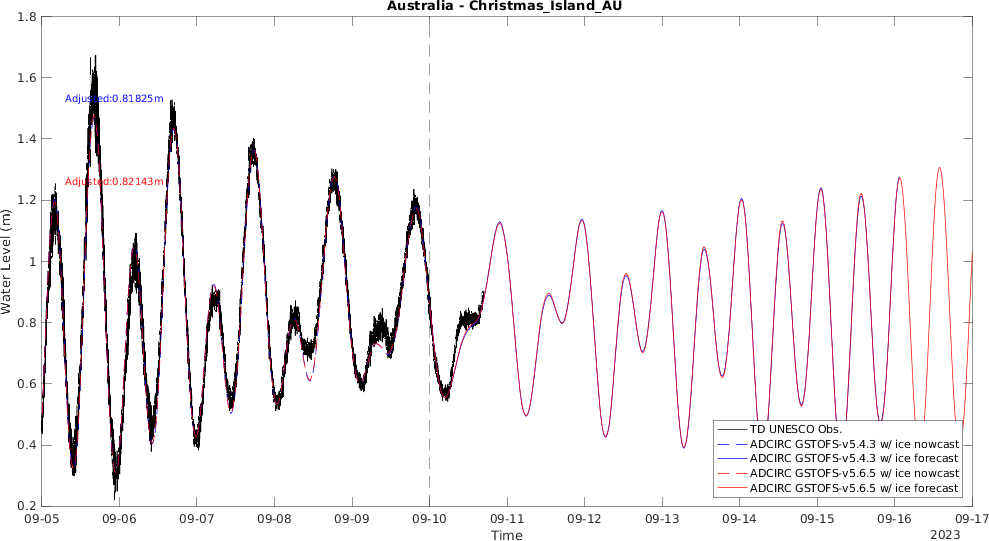 Australia - Christmas_Island_AU
1.8
1.6
1.4
1.2
1
0.8
0.6
0.4
0.2
Water Level (m)
Adjusted:0.81825m
Adjusted:0.82143m
TD UNESCO Obs.
ADCIRC GSTOFS-v5.4.3 w/ ice nowcast
ADCIRC GSTOFS-v5.4.3 w/ ice forecast
ADCIRC GSTOFS-v5.6.5 w/ ice nowcast
ADCIRC GSTOFS-v5.6.5 w/ ice forecast
09-05 09-06 09-07 09-08 09-09 09-10 09-11 09-12 09-13 09-14 09-15 09-16 09-17
Time
2023